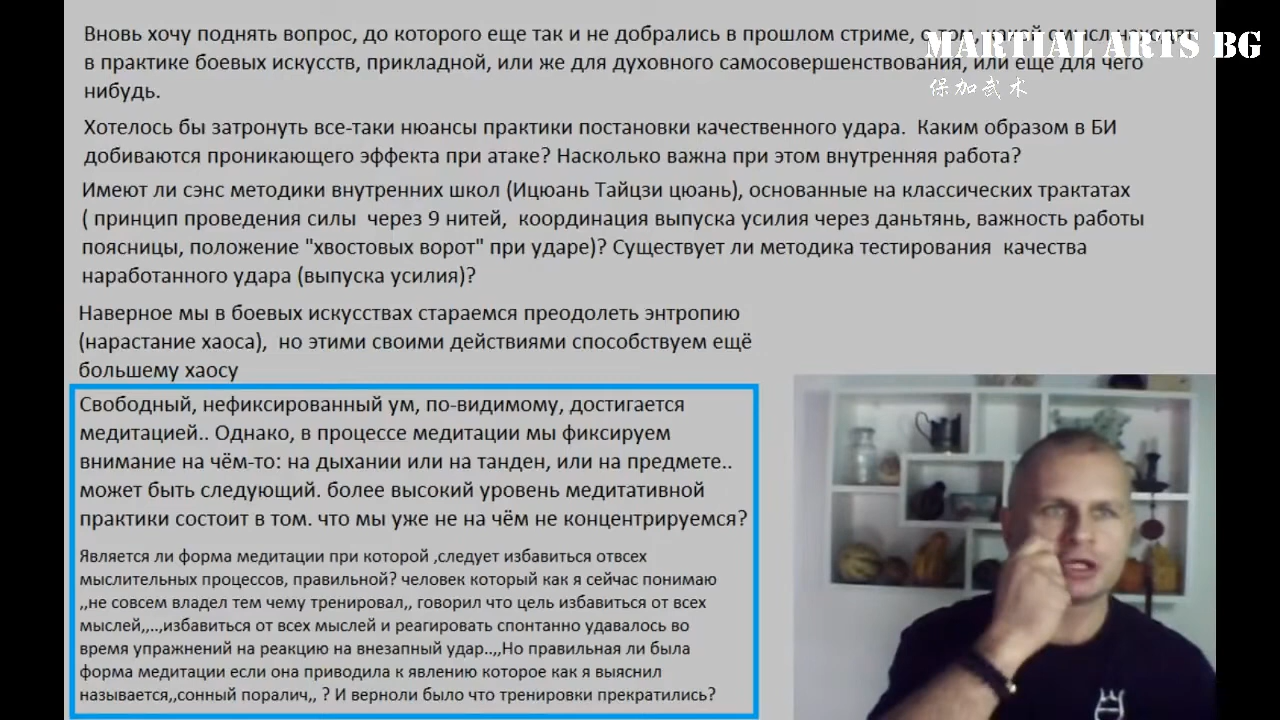 Вновь хочу поднять вопрос, до которого еще так и не добрались в прошлом стриме,
MARTIAL ARTS BG
в практике боевых искусств, прикладной, или же для духовного самосовершенствования, или еще для чего
保加武术
нибудь.
Хотелось бы затронуть все-таки нюансы практики постановки качественного удара.  Каким образом в БИ
добиваются проникающего эффекта при атаке? Насколько важна при этом внутренняя работа?
Имеют ли сэнс методики внутренних школ (Ицюань Тайцзи цюань), основанные на классических трактатах
( принцип проведения силы  через 9 нитей,  координация выпуска усилия через даньтянь, важность работы
поясницы, положение "хвостовых ворот" при ударе)? Существует ли методика тестирования  качества
наработанного удара (выпуска усилия)?
Наверное мы в боевых искусствах стараемся преодолеть энтропию
(нарастание хаоса),  но этими своими действиями способствуем ещё
большему хаосу
Свободный, нефиксированный ум, по-видимому, достигается
медитацией.. Однако, в процессе медитации мы фиксируем
внимание на чём-то: на дыхании или на танден, или на предмете..
может быть следующий. более высокий уровень медитативной
практики состоит в том. что мы уже не на чём не концентрируемся?
Является ли форма медитации при которой ,следует избавиться отвсех
мыслительных процессов, правильной? человек который как я сейчас понимаю
,,не совсем владел тем чему тренировал,, говорил что цель избавиться от всех
мыслей,,..,избавиться от всех мыслей и реагировать спонтанно удавалось во
время упражнений на реакцию на внезапный удар..,,Но правильная ли была
форма медитации если она приводила к явлению которое как я выяснил
называется,,сонный поралич,, ? И верноли было что тренировки прекратились?